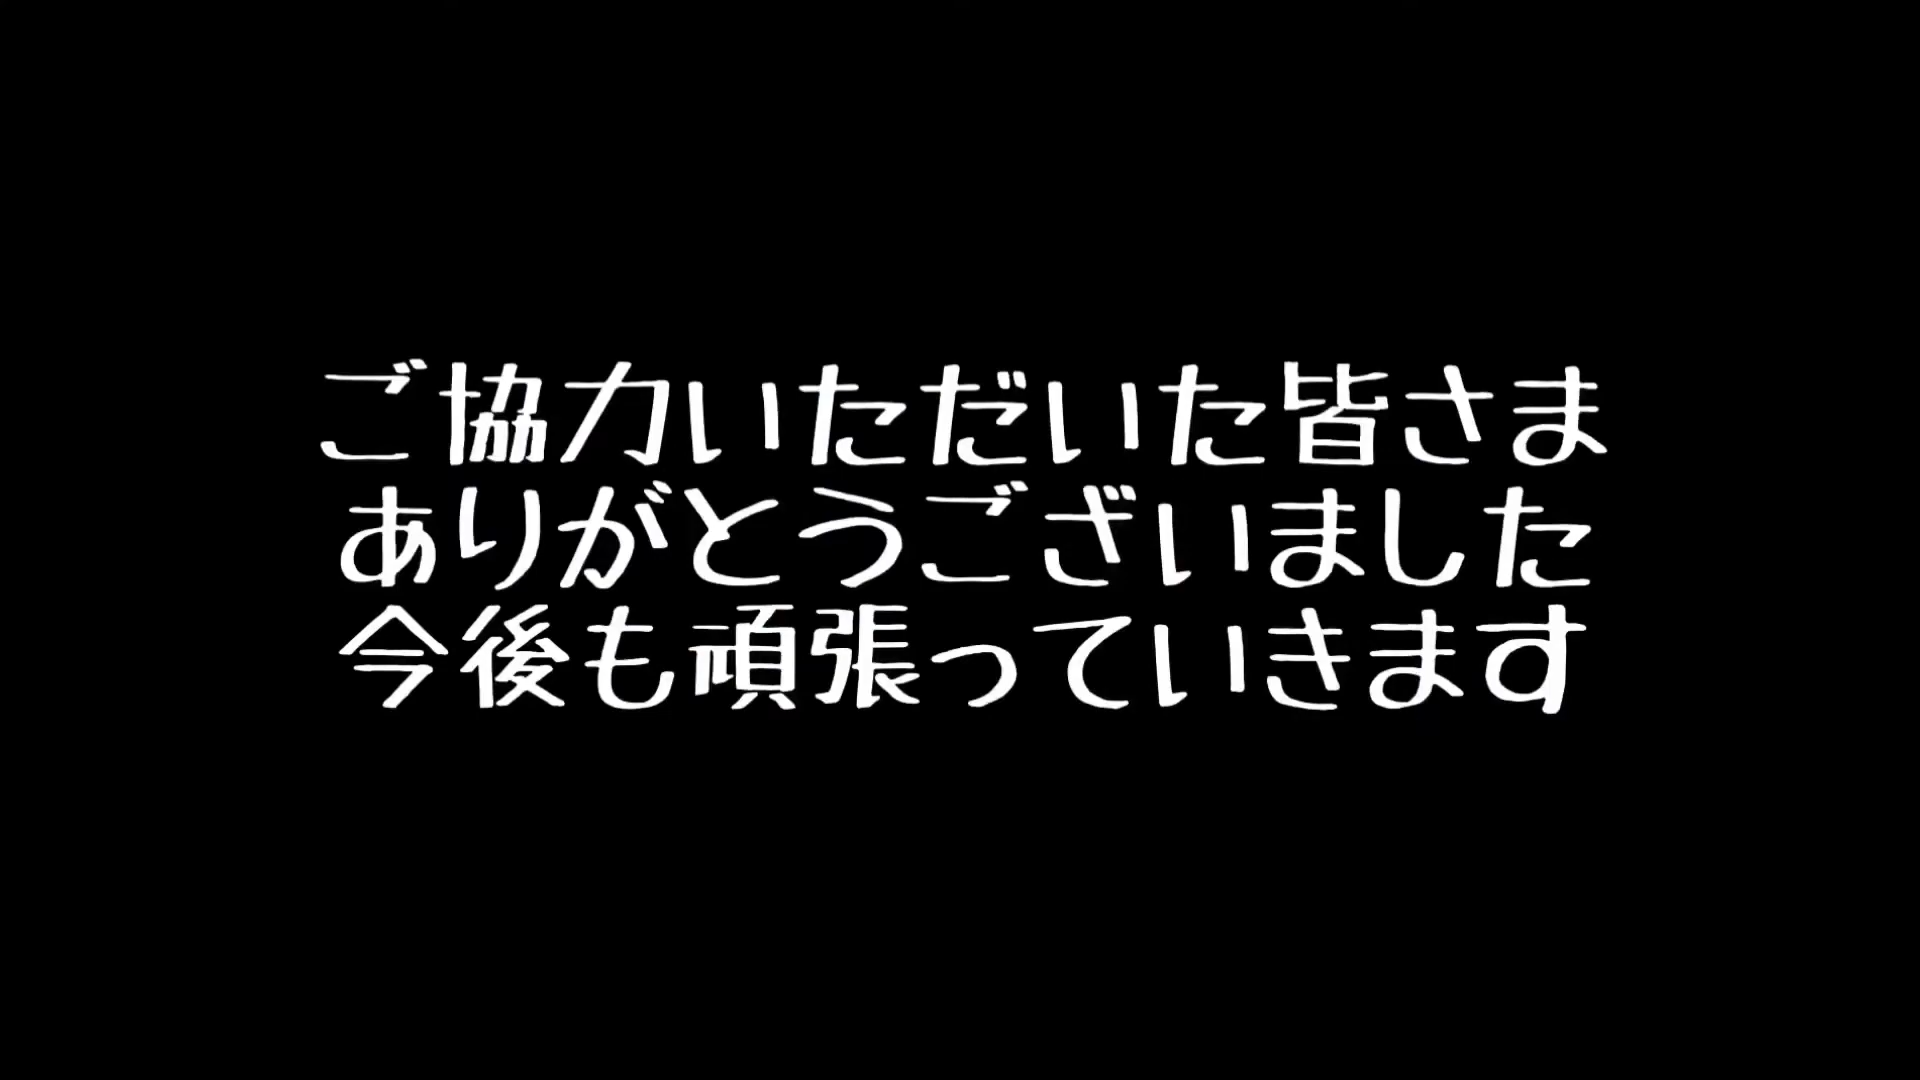 ご協力いただいた皆さま
ありがとうございました
今後も頑張っていきます